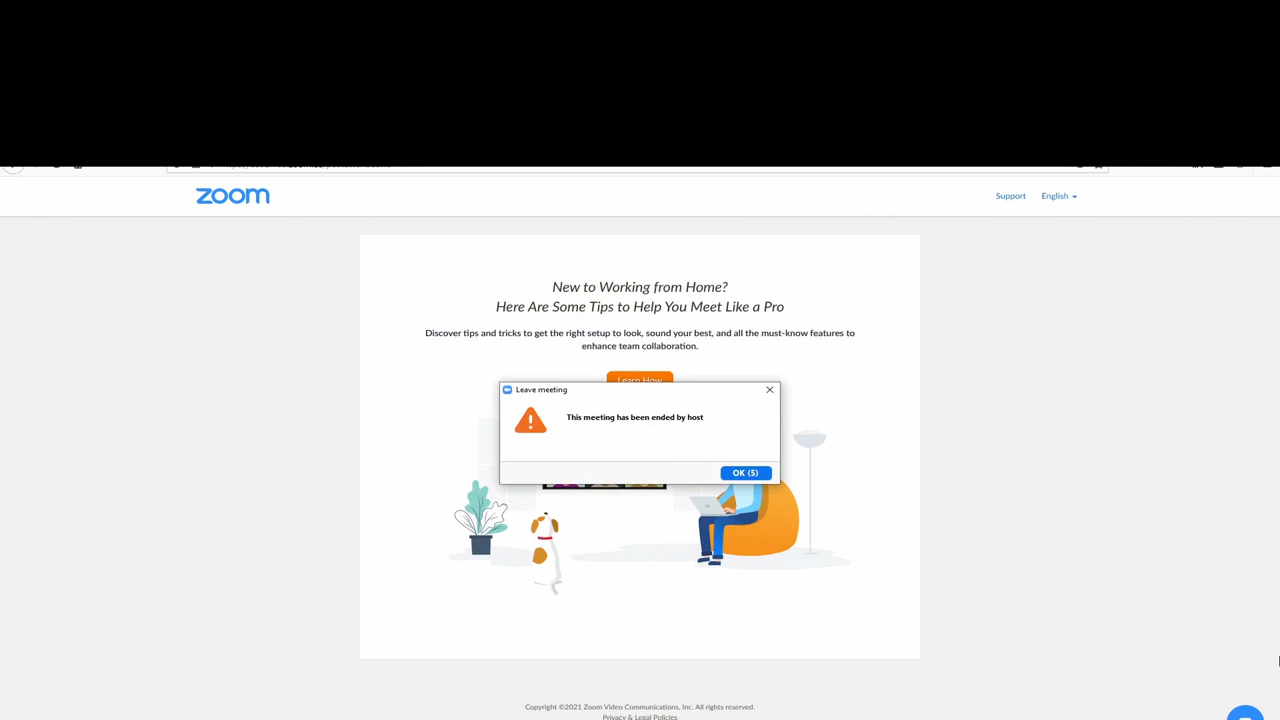 zoom
Support
English
New to Working from Home?
Here Are Some Tips to Help You Meet Like a Pro
Discover tips and tricks to get the right setup to look, sound your best, and all the must-know features to
enhance team collaboration.
Learn How
Leave meeting
This meeting has been ended by host
OK (5)
Copyright ©2021 Zoom Video Communications, Inc. All rights reserved.
Privacy & Legal Policies